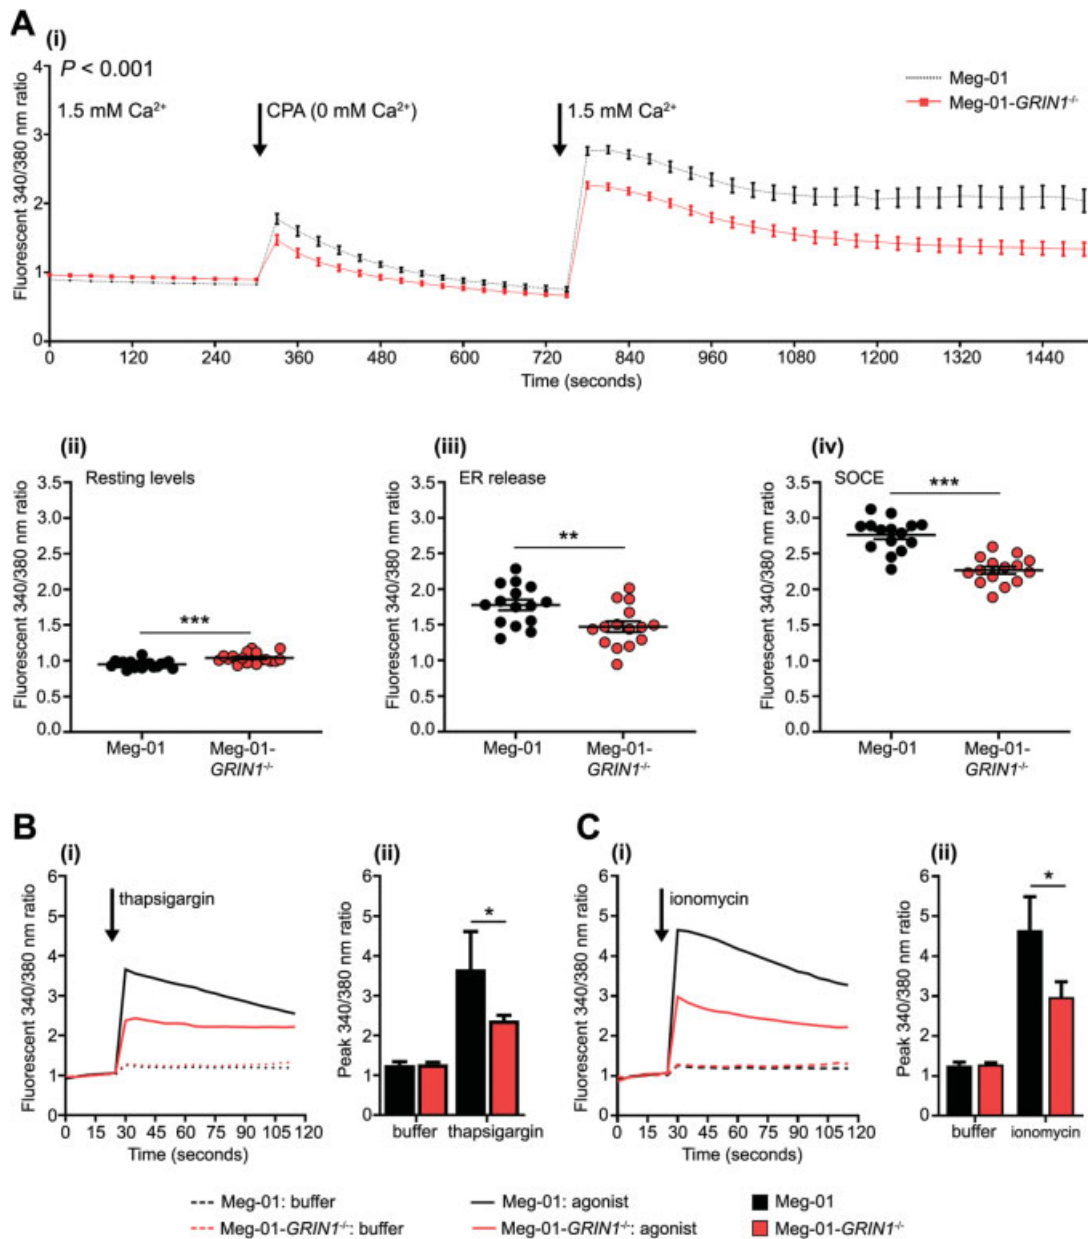 A
(i)
P < 0.001
1.5 mM Ca²⁺
CPA (0 mM Ca²⁺)
1.5 mM Ca²⁺
Meg-01
Meg-01-GRIN1⁻/⁻
Fluorescent 340/380 nm ratio
4
3
2
1
0
0 120 240 360 480 600 720 840 960 1080 1200 1320 1440
Time (seconds)
(ii)
Resting levels
Fluorescent 340/380 nm ratio
3.5
3.0
2.5
2.0
1.5
1.0
0.5
0.0
***
Meg-01
Meg-01-
GRIN1⁻/⁻
(iii)
ER release
Fluorescent 340/380 nm ratio
3.5
3.0
2.5
2.0
1.5
1.0
0.5
0.0
**
Meg-01
Meg-01-
GRIN1⁻/⁻
(iv)
SOCE
Fluorescent 340/380 nm ratio
3.5
3.0
2.5
2.0
1.5
1.0
0.5
0.0
***
Meg-01
Meg-01-
GRIN1⁻/⁻
B
(i)
thapsigargin
Fluorescent 340/380 nm ratio
6
5
4
3
2
1
0
0 15 30 45 60 75 90 105 120
Time (seconds)
(ii)
Peak 340/380 nm ratio
6
5
4
3
2
1
0
*
buffer thapsigargin
C
(i)
ionomycin
Fluorescent 340/380 nm ratio
6
5
4
3
2
1
0
0 15 30 45 60 75 90 105 120
Time (seconds)
(ii)
Peak 340/380 nm ratio
6
5
4
3
2
1
0
*
buffer ionomycin
Meg-01: buffer
Meg-01: agonist
Meg-01
Meg-01-GRIN1⁻/⁻: buffer
Meg-01-GRIN1⁻/⁻: agonist
Meg-01-GRIN1⁻/⁻